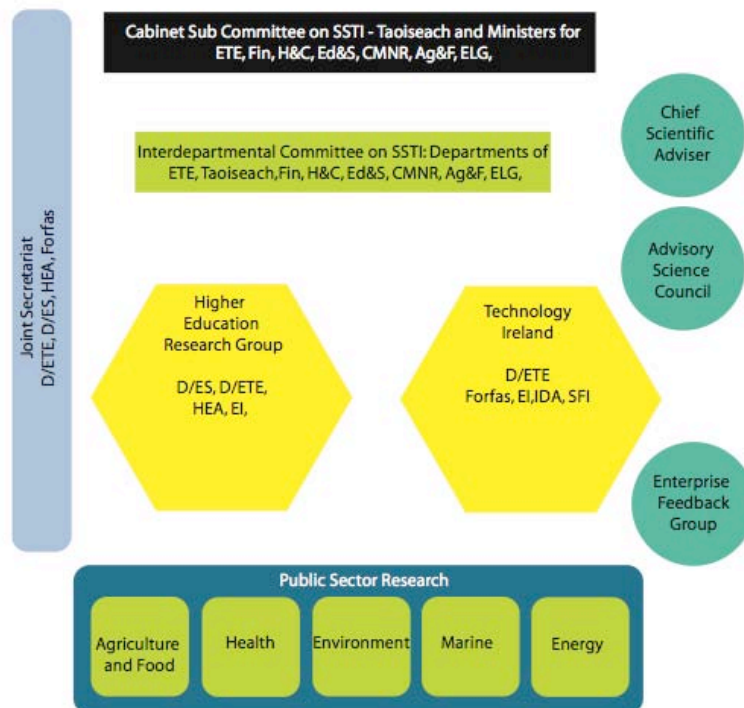 Cabinet Sub Committee on SSTI - Taoiseach and Ministers for
ETE, Fin, H&C, Ed&S, CMNR, Ag&F, ELG,
Interdepartmental Committee on SSTI: Departments of
ETE, Taoiseach,Fin, H&C, Ed&S, CMNR, Ag&F, ELG,
Chief
Scientific
Adviser
Joint Secretariat
D/ETE, D/ES, HEA, Forfas
Advisory
Science
Council
Higher
Education
Research Group
D/ES, D/ETE,
HEA, EI,
Technology
Ireland
D/ETE
Forfas, EI,IDA, SFI
Enterprise
Feedback
Group
Public Sector Research
Agriculture
and Food
Health
Environment
Marine
Energy